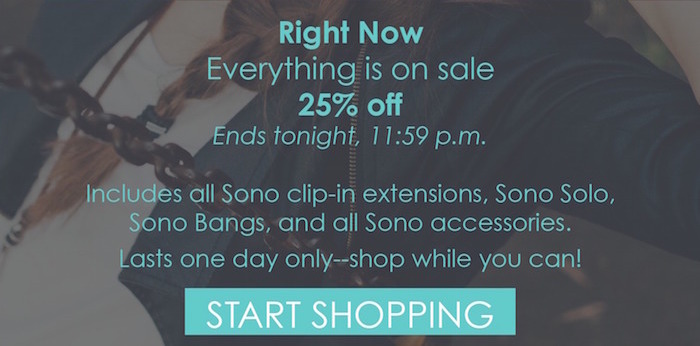 Right Now
Everything is on sale
25% off
Ends tonight, 11:59 p.m.
Includes all Sono clip-in extensions, Sono Solo,
Sono Bangs, and all Sono accessories.
Lasts one day only--shop while you can!
START SHOPPING